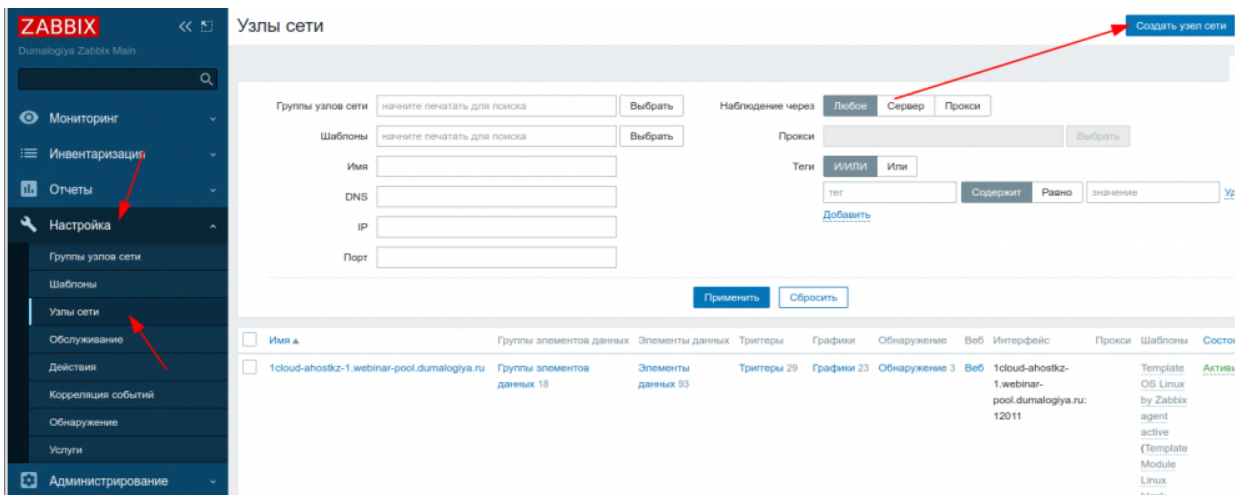 ZABBIX
Dumalogiya Zabbix Main
Мониторинг
Инвентаризация
Отчеты
Настройка
Группы узлов сети
Шаблоны
Узлы сети
Обслуживание
Действия
Корреляция событий
Обнаружение
Услуги
Администрирование
Узлы сети
Создать узел сети
Группы узлов сети начните печатать для поиска Выбрать
Шаблоны начните печатать для поиска Выбрать
Имя
DNS
IP
Порт
Наблюдение через Любое Сервер Прокси
Прокси Выбрать
Теги И/ИЛИ Или
тег Содержит Равно значение
Добавить
Применить Сбросить
Имя Группы элементов данных Элементы данных Триггеры Графики Обнаружение Веб Интерфейс Прокси Шаблоны
1cloud-ahostkz-1.webinar-pool.dumalogiya.ru
Группы элементов
данных 18
Элементы
данных 93
Триггеры 29
Графики 23
Обнаружение 3
Веб
1cloud-ahostkz-
1.webinar-
pool.dumalogiya.ru:
12011
Template
OS Linux
by Zabbix
agent
active
(Template
Module
Linux